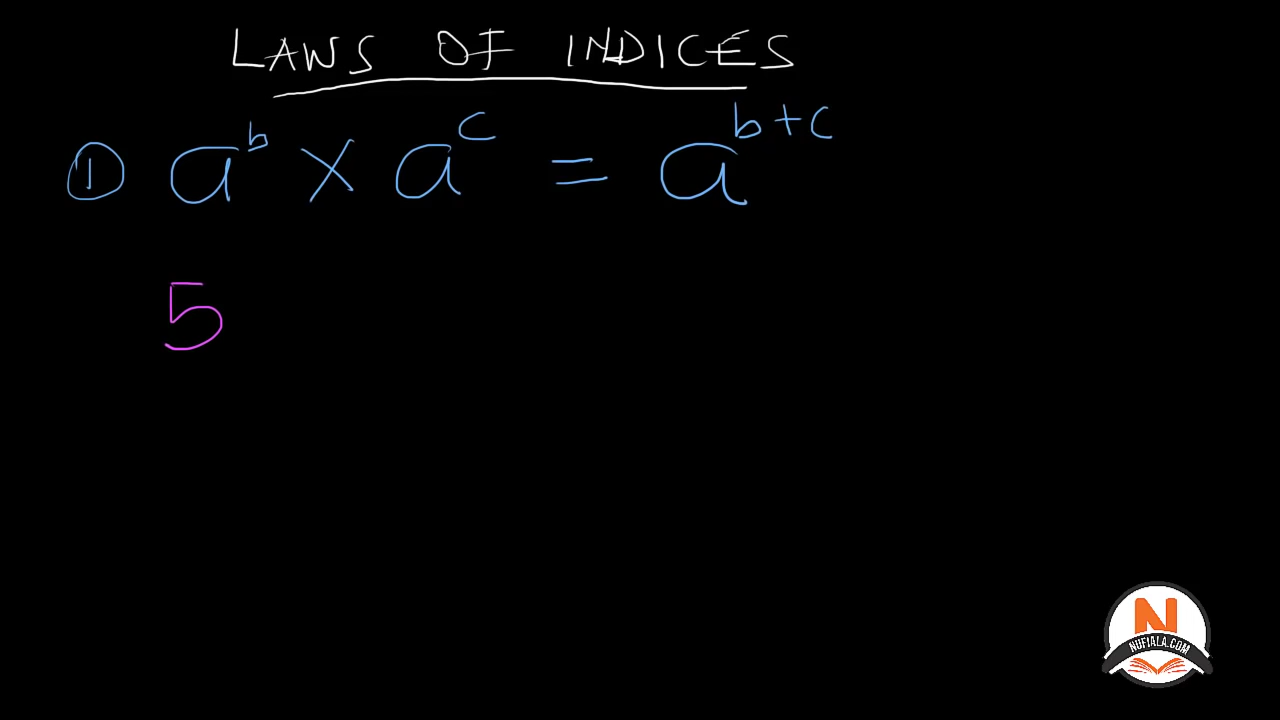 LAWS OF INDICES
① a^b × a^c = a^(b+c)
5
N
NUFIALA.COM